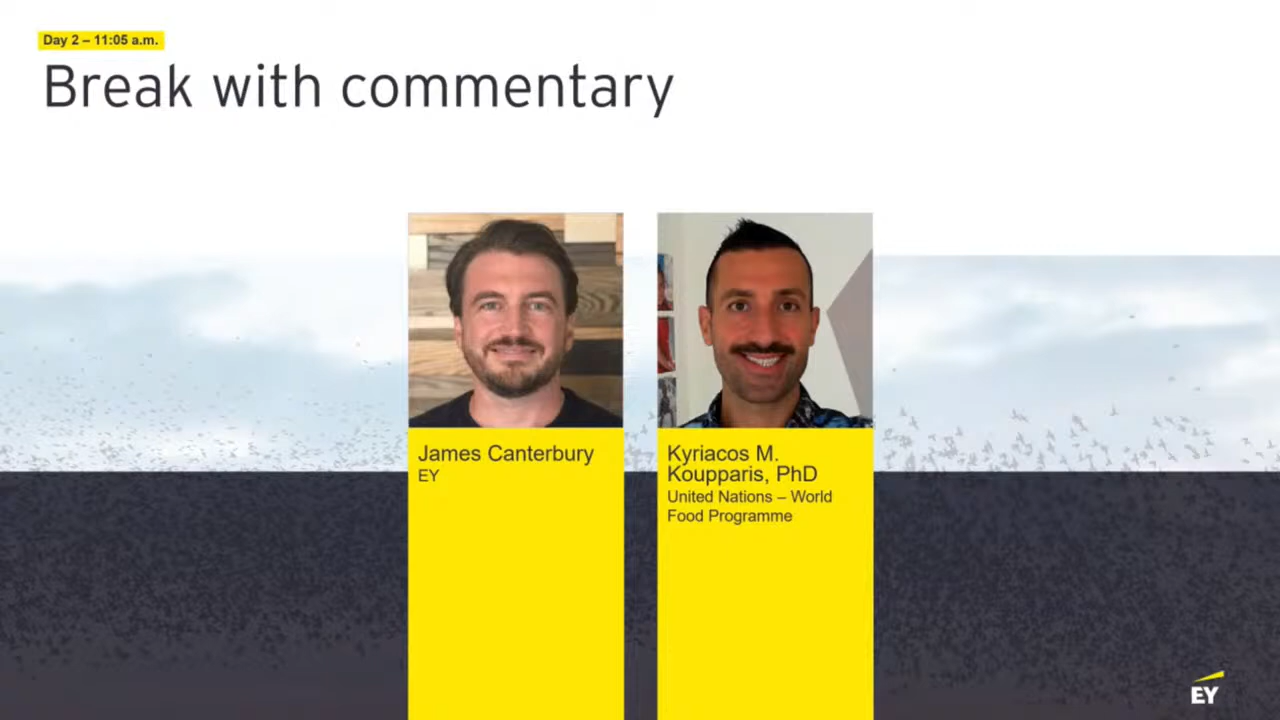 Day 2 – 11:05 a.m.
Break with commentary
James Canterbury
EY
Kyriacos M.
Koupparis, PhD
United Nations – World
Food Programme
EY